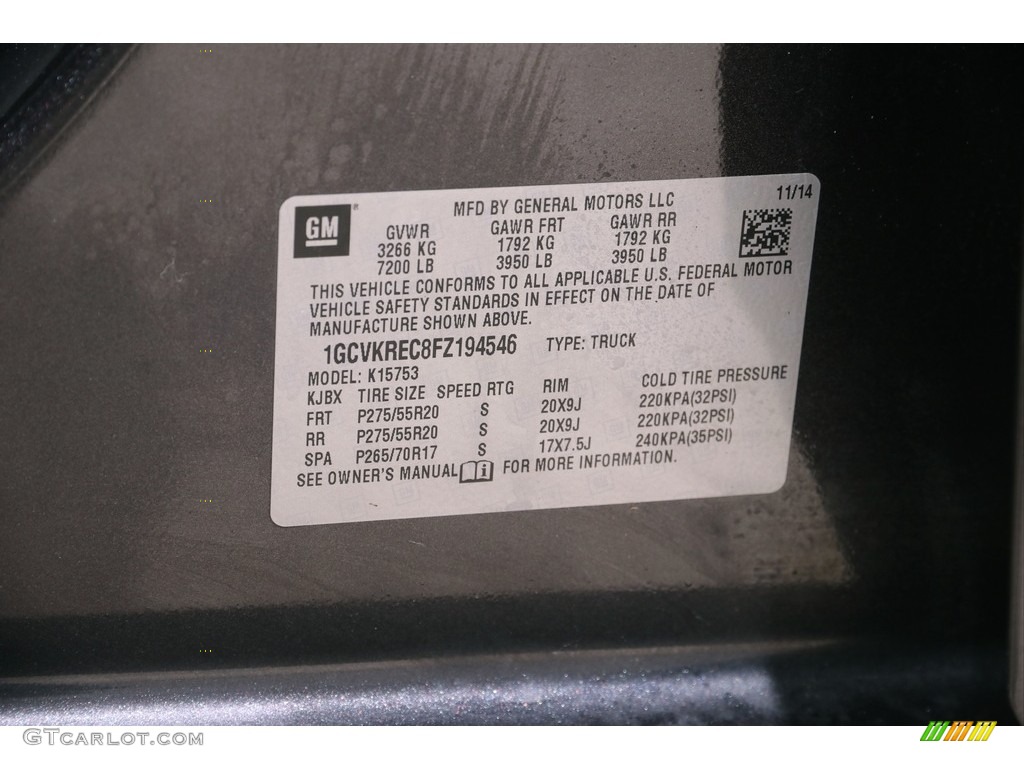 MFD BY GENERAL MOTORS LLC 11/14
GM®
GVWR GAWR FRT GAWR RR
3266 KG 1792 KG 1792 KG
7200 LB 3950 LB 3950 LB
THIS VEHICLE CONFORMS TO ALL APPLICABLE U.S. FEDERAL MOTOR
VEHICLE SAFETY STANDARDS IN EFFECT ON THE DATE OF
MANUFACTURE SHOWN ABOVE.
1GCVKREC8FZ194546 TYPE: TRUCK
MODEL: K15753
KJBX TIRE SIZE SPEED RTG RIM COLD TIRE PRESSURE
FRT P275/55R20 S 20X9J 220KPA(32PSI)
RR P275/55R20 S 20X9J 220KPA(32PSI)
SPA P265/70R17 S 17X7.5J 240KPA(35PSI)
SEE OWNER'S MANUAL i FOR MORE INFORMATION.
GTcarlot.com